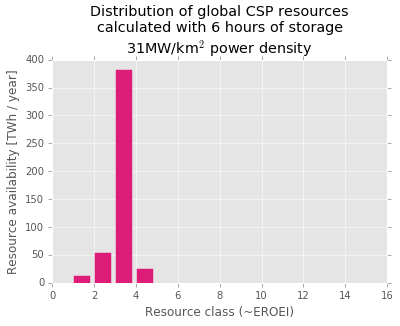 Distribution of global CSP resources
calculated with 6 hours of storage
31MW/km² power density
Resource availability [TWh / year]
400
350
300
250
200
150
100
50
0
0 2 4 6 8 10 12 14 16
Resource class (~EROEI)